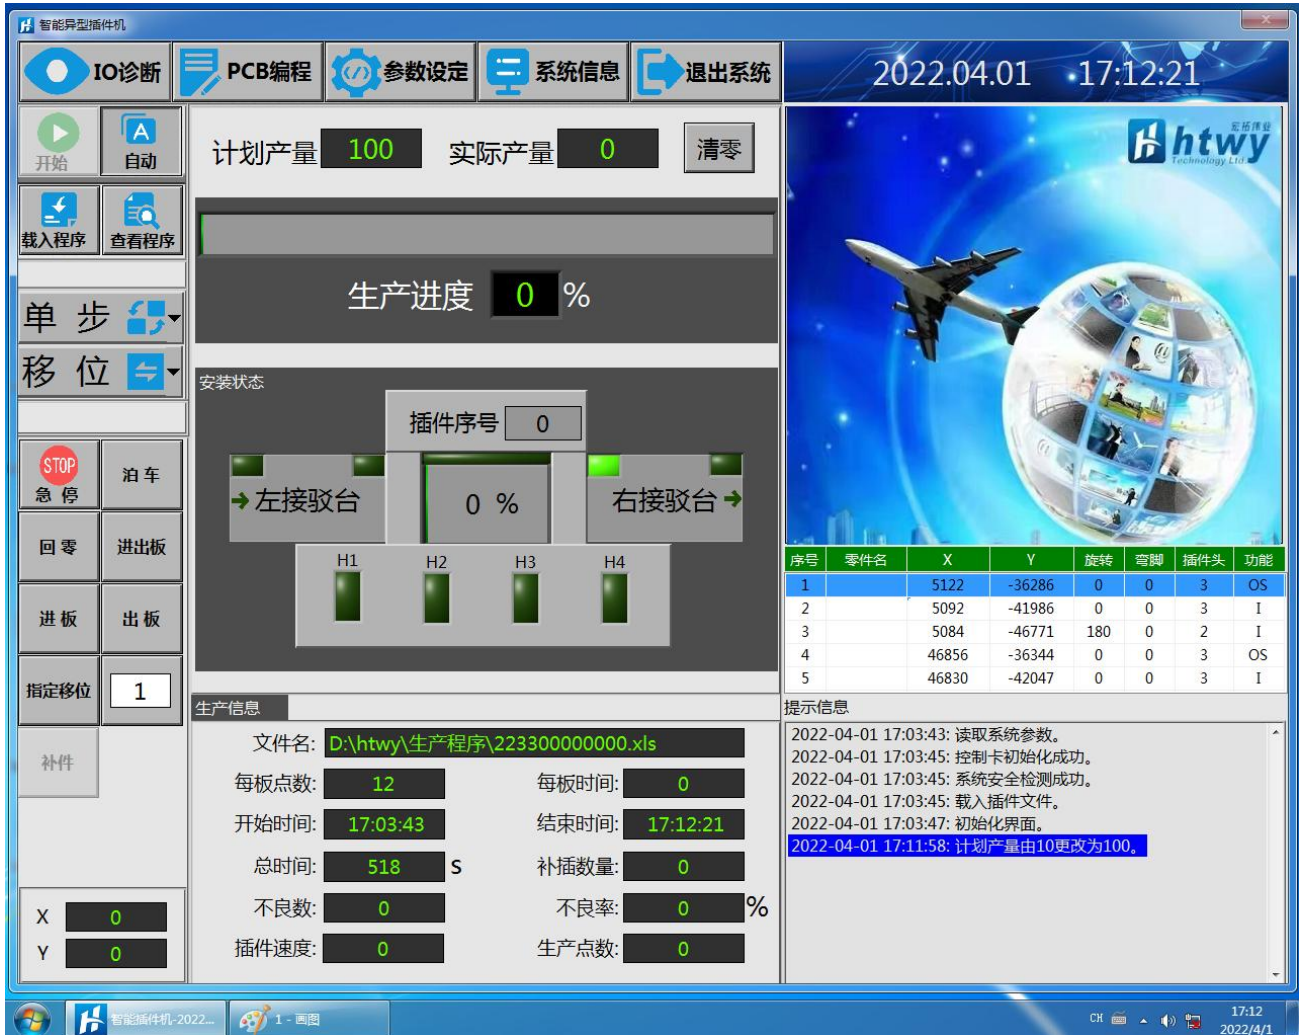 智能异型插件机
IO诊断 PCB编程 参数设定 系统信息 退出系统 2022.04.01 17:12:21
开始 自动 计划产量 100 实际产量 0 清零
宏拓伟业
htwy
Technology Ltd.
载入程序 查看程序
生产进度 0 %
单 步
移 位
安装状态
插件序号 0
STOP
急 停 泊 车
左接驳台 0 % 右接驳台
回 零 进出板
H1 H2 H3 H4
进 板 出 板
指定移位 1
补件
序号 零件名 X Y 旋转 弯脚 插件头 功能
1 5122 -36286 0 0 3 OS
2 5092 -41986 0 0 3 I
3 5084 -46771 180 0 2 I
4 46856 -36344 0 0 3 OS
5 46830 -42047 0 0 3 I
生产信息
文件名: D:\htwy\生产程序\223300000000.xls
每板点数: 12 每板时间: 0
开始时间: 17:03:43 结束时间: 17:12:21
总时间: 518 S 补插数量: 0
不良数: 0 不良率: 0 %
插件速度: 0 生产点数: 0
X 0
Y 0
提示信息
2022-04-01 17:03:43: 读取系统参数。
2022-04-01 17:03:45: 控制卡初始化成功。
2022-04-01 17:03:45: 系统安全检测成功。
2022-04-01 17:03:45: 载入插件文件。
2022-04-01 17:03:47: 初始化界面。
2022-04-01 17:11:58: 计划产量由10更改为100。
智能插件机-2022... 1 - 画图 CH 17:12
2022/4/1